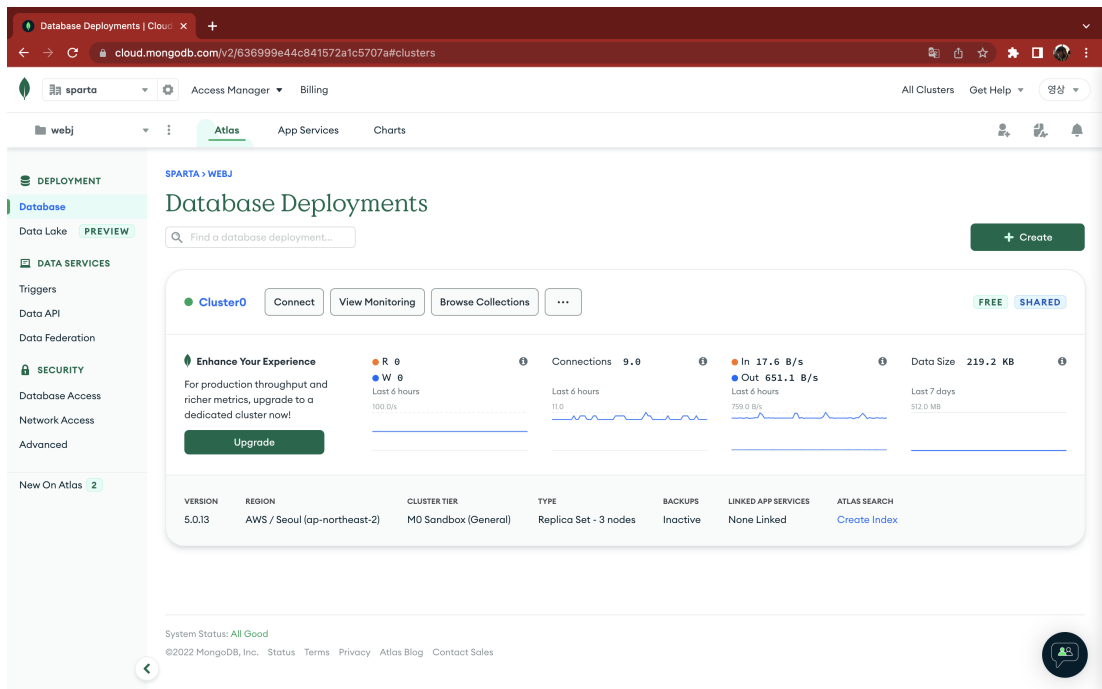 Database Deployments | Cloud
cloud.mongodb.com/v2/636999e44c841572a1c5707a#clusters
sparta Access Manager Billing All Clusters Get Help 영상
webj Atlas App Services Charts
DEPLOYMENT
Database
Data Lake PREVIEW
DATA SERVICES
Triggers
Data API
Data Federation
SECURITY
Database Access
Network Access
Advanced
New On Atlas 2
SPARTA > WEBJ
Database Deployments
Find a database deployment...
+ Create
Cluster0 Connect View Monitoring Browse Collections ... FREE SHARED
Enhance Your Experience
For production throughput and
richer metrics, upgrade to a
dedicated cluster now!
Upgrade
R 0
W 0
Last 6 hours
100.0/s
Connections 9.0
Last 6 hours
11.0
In 17.6 B/s
Out 651.1 B/s
Last 6 hours
759.0 B/s
Data Size 219.2 KB
Last 7 days
512.0 MB
VERSION REGION CLUSTER TIER TYPE BACKUPS LINKED APP SERVICES ATLAS SEARCH
5.0.13 AWS / Seoul (ap-northeast-2) M0 Sandbox (General) Replica Set - 3 nodes Inactive None Linked Create Index
System Status: All Good
©2022 MongoDB, Inc. Status Terms Privacy Atlas Blog Contact Sales